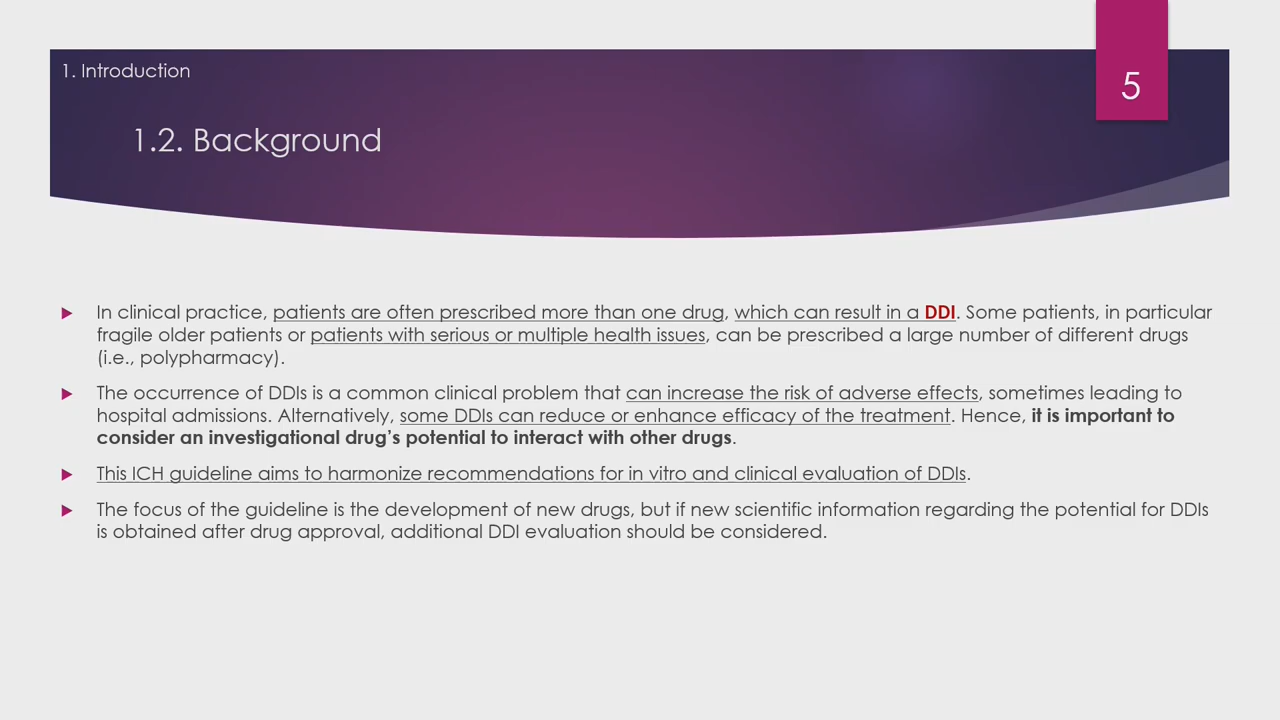 1. Introduction
5
1.2. Background
In clinical practice, patients are often prescribed more than one drug, which can result in a DDI. Some patients, in particular
fragile older patients or patients with serious or multiple health issues, can be prescribed a large number of different drugs
(i.e., polypharmacy).
The occurrence of DDIs is a common clinical problem that can increase the risk of adverse effects, sometimes leading to
hospital admissions. Alternatively, some DDIs can reduce or enhance efficacy of the treatment. Hence, it is important to
consider an investigational drug’s potential to interact with other drugs.
This ICH guideline aims to harmonize recommendations for in vitro and clinical evaluation of DDIs.
The focus of the guideline is the development of new drugs, but if new scientific information regarding the potential for DDIs
is obtained after drug approval, additional DDI evaluation should be considered.